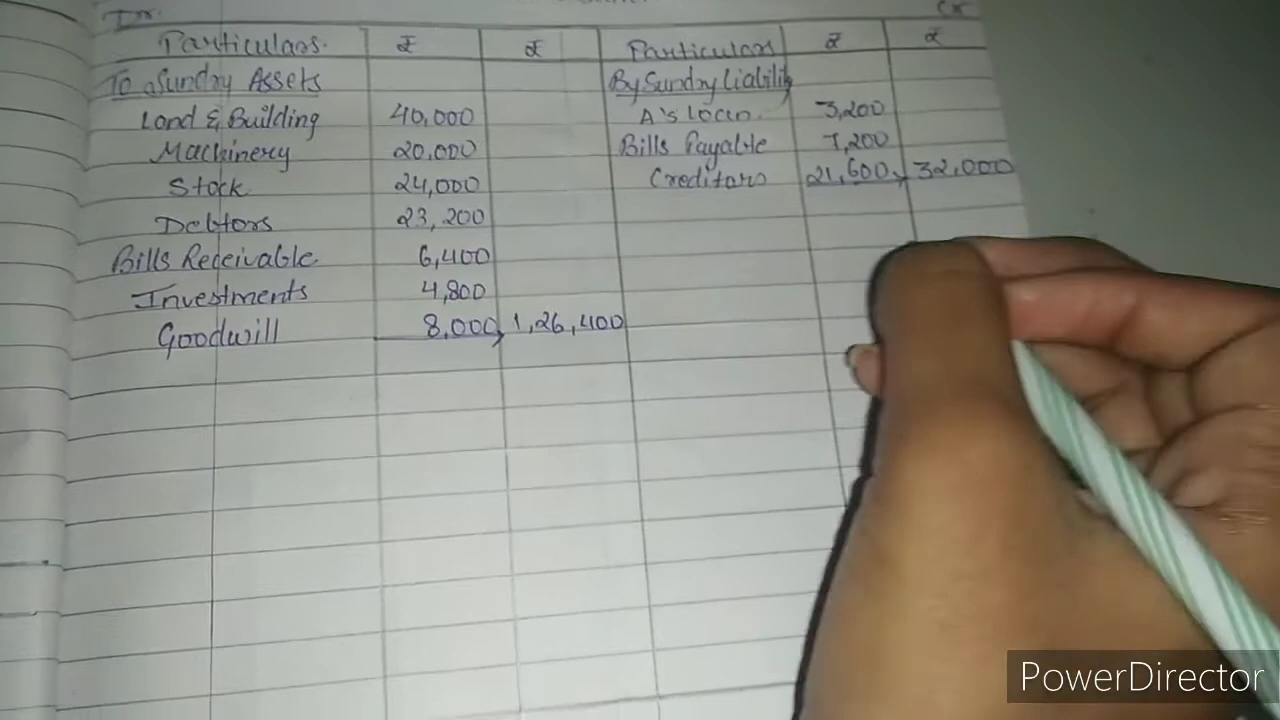 Dr. Cr
Particulars. ₹ ₹ Particulars ₹ ₹
To Sundry Assets By Sundry Liability
Land & Building 40,000 A's loan. 3,200
Machinery 20,000 Bills Payable 7,200
Stock 24,000 Creditors 21,600 32,000
Debtors 23,200
Bills Receivable 6,400
Investments 4,800
Goodwill 8,000 1,26,400
PowerDirector